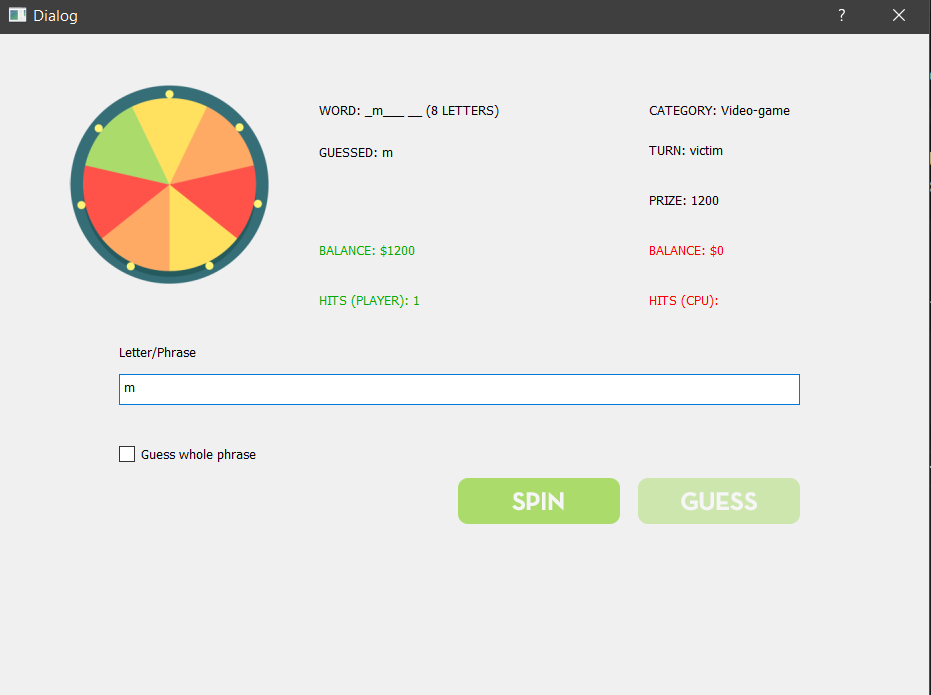 Dialog
?
WORD: _m___ __ (8 LETTERS)
CATEGORY: Video-game
GUESSED: m
TURN: victim
PRIZE: 1200
BALANCE: $1200
BALANCE: $0
HITS (PLAYER): 1
HITS (CPU):
Letter/Phrase
m
Guess whole phrase
SPIN
GUESS